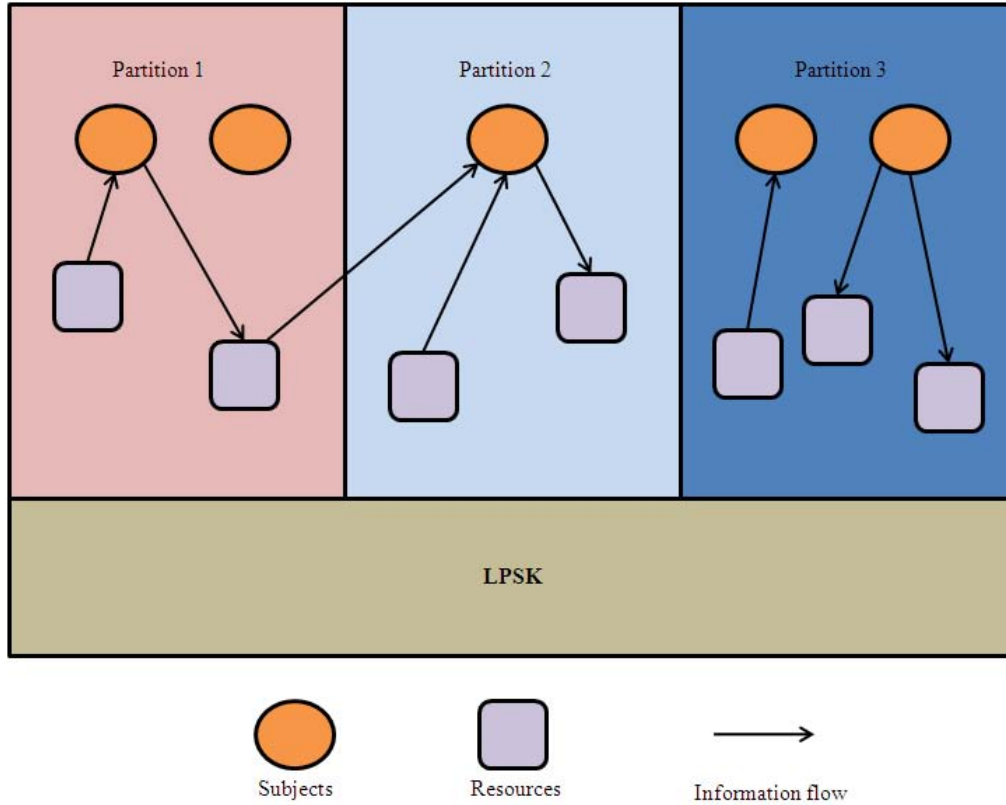 Partition 1
Partition 2
Partition 3
LPSK
Subjects
Resources
Information flow